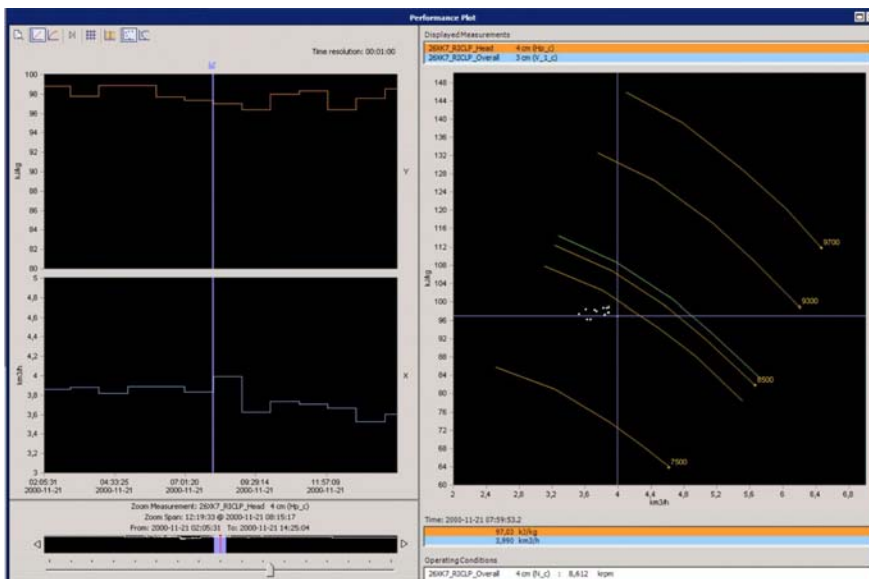 Performance Plot
Time resolution: 00:01:00
100
98
96
94
92
90
88
86
84
82
80
kJ/kg
Y
5
4,8
4,6
4,4
4,2
4
3,8
3,6
3,4
3,2
3
km3/h
X
02:05:31 04:33:25 07:01:20 09:29:14 11:57:09
2000-11-21 2000-11-21 2000-11-21 2000-11-21 2000-11-21
Zoom Measurement: 26XK7_RICLP_Head 4 cm (Hp_c)
Zoom Span: 12:19:33 @ 2000-11-21 08:15:17
From: 2000-11-21 02:05:31 To: 2000-11-21 14:25:04
Displayed Measurements
26XK7_RICLP_Head 4 cm (Hp_c)
26XK7_RICLP_Overall 3 cm (V_1_c)
148
144
140
136
132
128
124
120
116
112
108
104
100
96
92
88
84
80
76
72
68
64
60
kJ/kg
9700
9300
8500
7500
2 2,4 2,8 3,2 3,6 4 4,4 4,8 5,2 5,6 6 6,4 6,8
km3/h
Time: 2000-11-21 07:59:53.2
97,03 kJ/kg
3,990 km3/h
Operating Conditions
26XK7_RICLP_Overall 4 cm (N_c) : 8,612 krpm